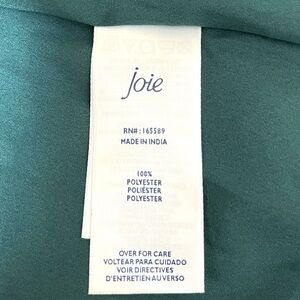 joie
RN#: 165589
MADE IN INDIA
100%
POLYESTER
POLIÉSTER
POLYESTER
OVER FOR CARE
VOLTEAR PARA CUIDADO
VOIR DIRECTIVES
D'ENTRETIEN AU VERSO